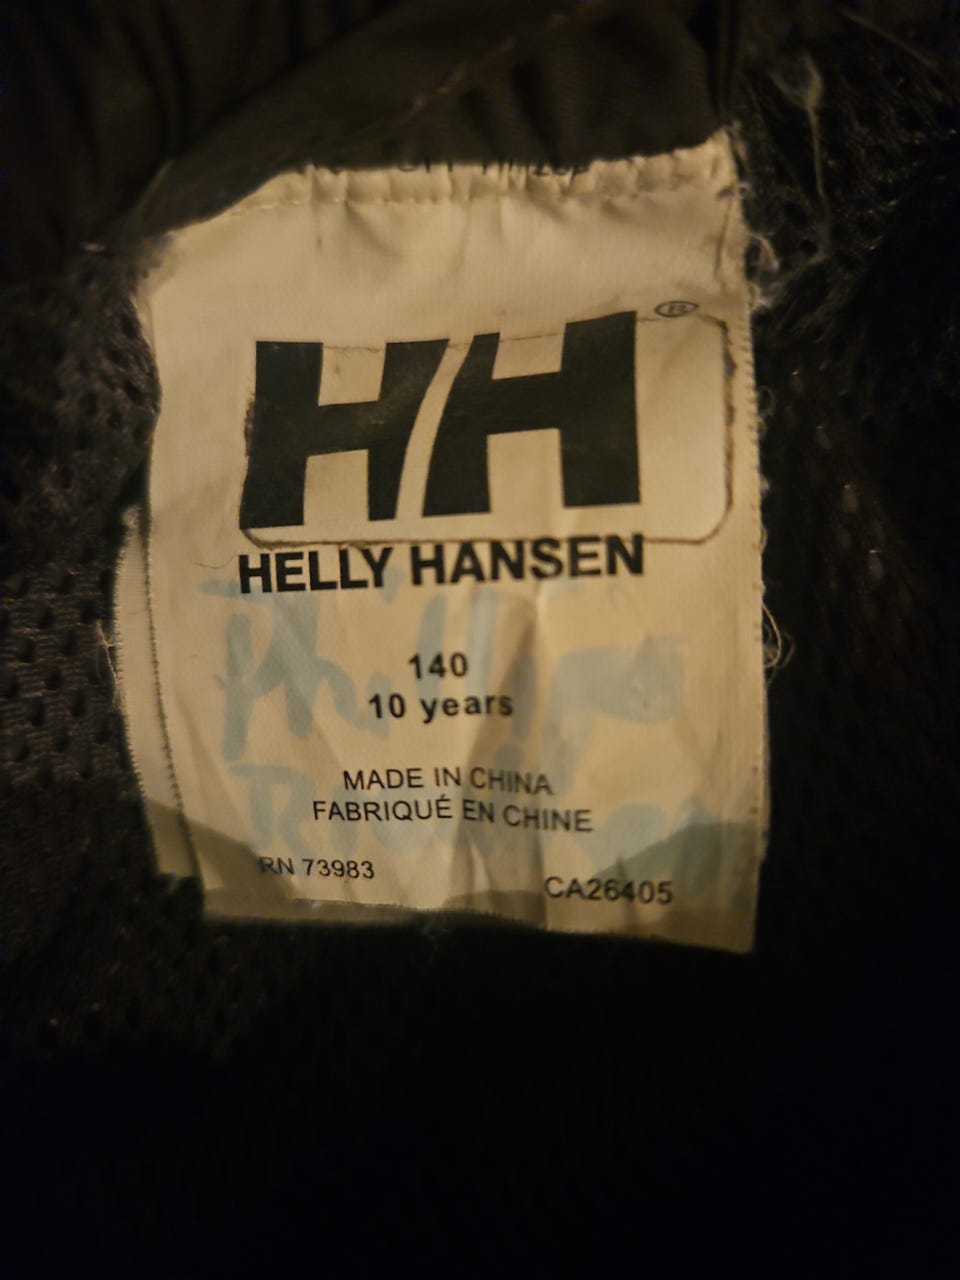 HH®
HELLY HANSEN
140
10 years
MADE IN CHINA
FABRIQUÉ EN CHINE
RN 73983
CA26405